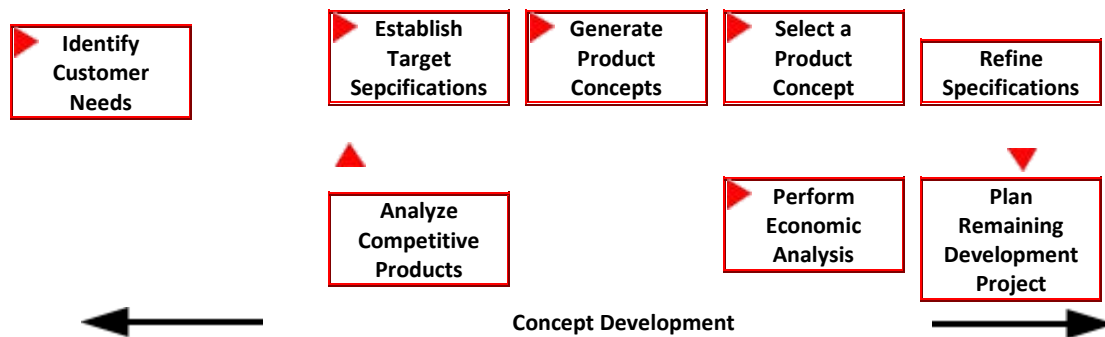 Identify
Customer
Needs
Establish
Target
Sepcifications
Generate
Product
Concepts
Select a
Product
Concept
Refine
Specifications
Analyze
Competitive
Products
Perform
Economic
Analysis
Plan
Remaining
Development
Project
Concept Development